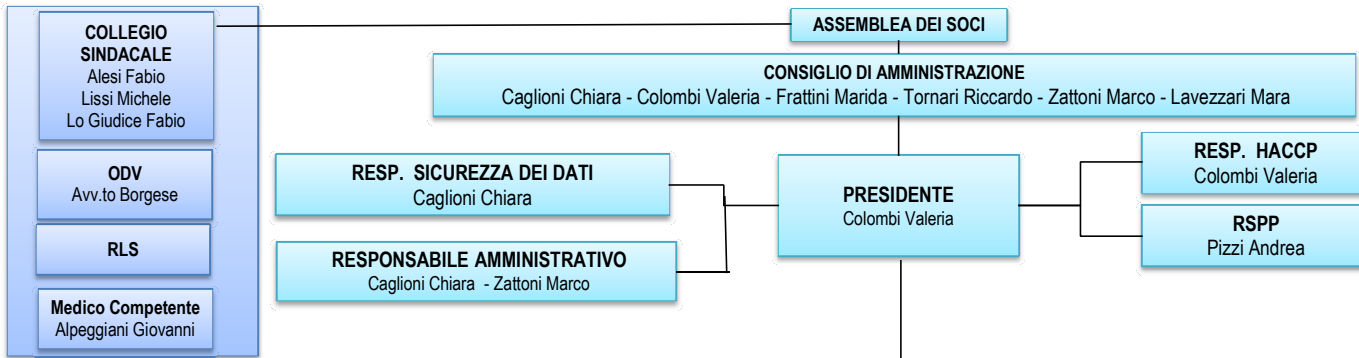 COLLEGIO
SINDACALE
Alesi Fabio
Lissi Michele
Lo Giudice Fabio
ODV
Avv.to Borgese
RLS
Medico Competente
Alpeggiani Giovanni
ASSEMBLEA DEI SOCI
CONSIGLIO DI AMMINISTRAZIONE
Caglioni Chiara - Colombi Valeria - Frattini Marida - Tornari Riccardo - Zattoni Marco - Lavezzari Mara
RESP. SICUREZZA DEI DATI
Caglioni Chiara
RESPONSABILE AMMINISTRATIVO
Caglioni Chiara - Zattoni Marco
PRESIDENTE
Colombi Valeria
RESP. HACCP
Colombi Valeria
RSPP
Pizzi Andrea